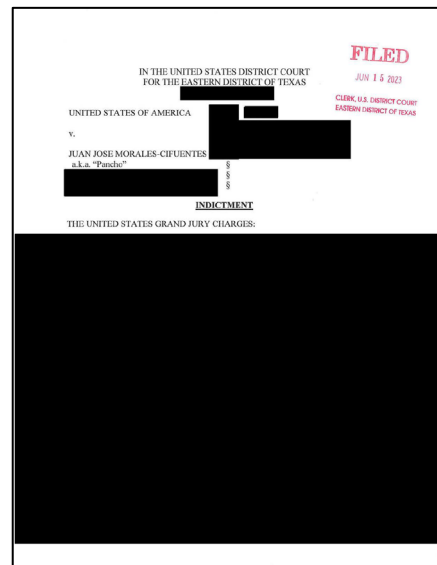 FILED
JUN 15 2023
CLERK, U.S. DISTRICT COURT
EASTERN DISTRICT OF TEXAS
IN THE UNITED STATES DISTRICT COURT
FOR THE EASTERN DISTRICT OF TEXAS
UNITED STATES OF AMERICA
v.
JUAN JOSE MORALES-CIFUENTES
a.k.a. "Pancho" §
§
§
INDICTMENT
THE UNITED STATES GRAND JURY CHARGES: